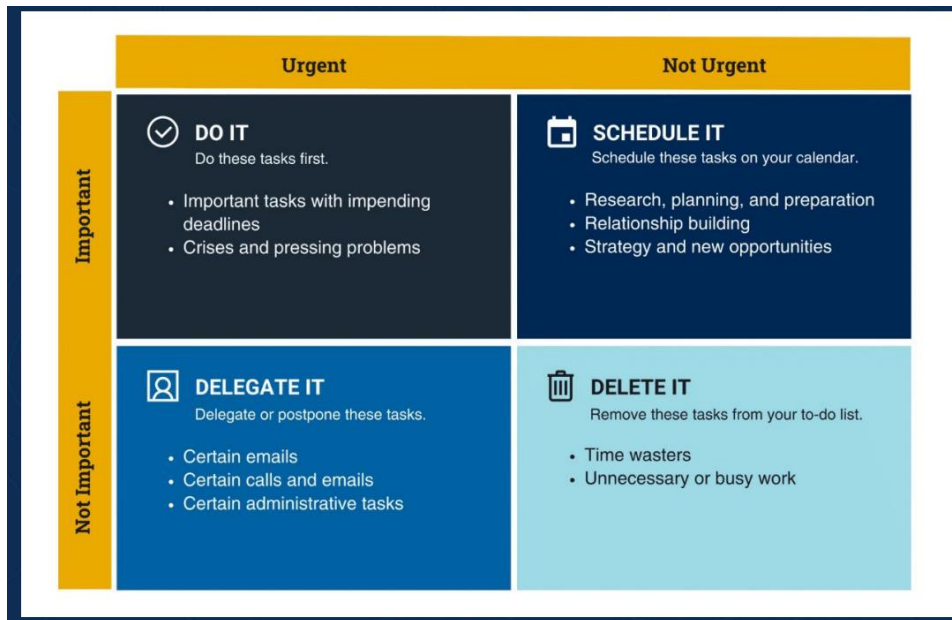 Urgent
Not Urgent
Important
DO IT
Do these tasks first.
• Important tasks with impending
deadlines
• Crises and pressing problems
SCHEDULE IT
Schedule these tasks on your calendar.
• Research, planning, and preparation
• Relationship building
• Strategy and new opportunities
Not Important
DELEGATE IT
Delegate or postpone these tasks.
• Certain emails
• Certain calls and emails
• Certain administrative tasks
DELETE IT
Remove these tasks from your to-do list.
• Time wasters
• Unnecessary or busy work